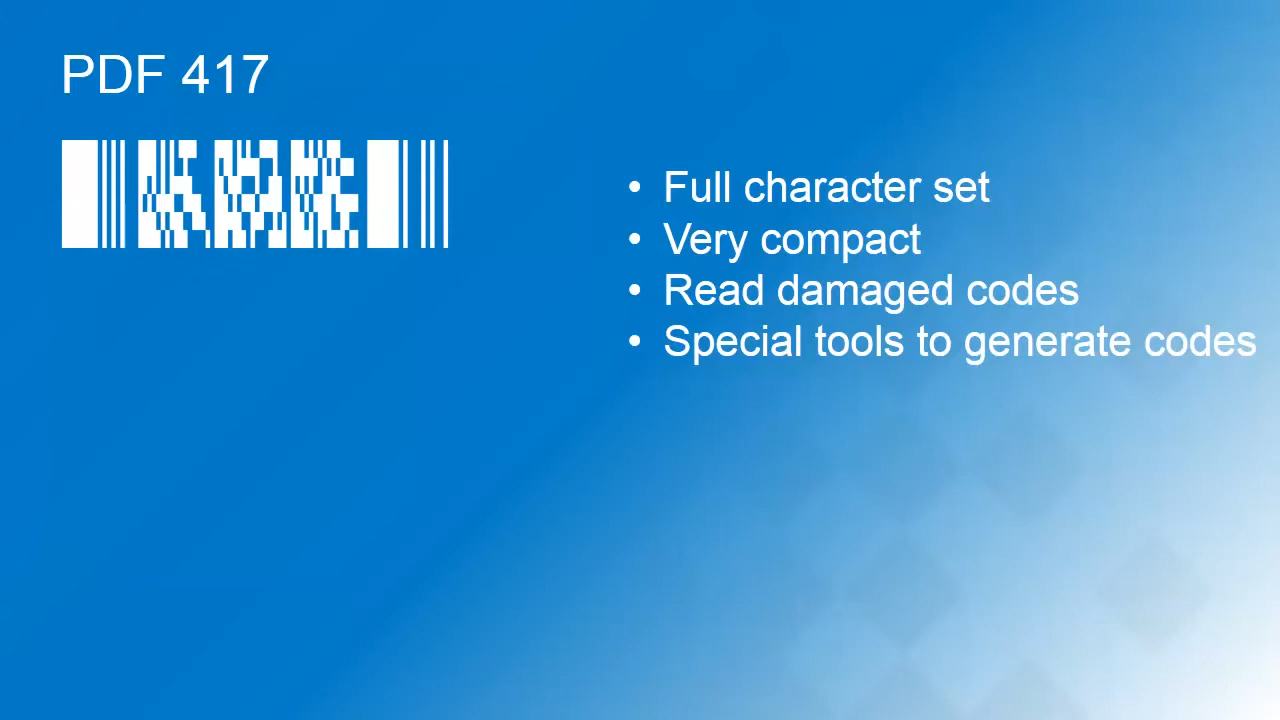 PDF 417
• Full character set
• Very compact
• Read damaged codes
• Special tools to generate codes